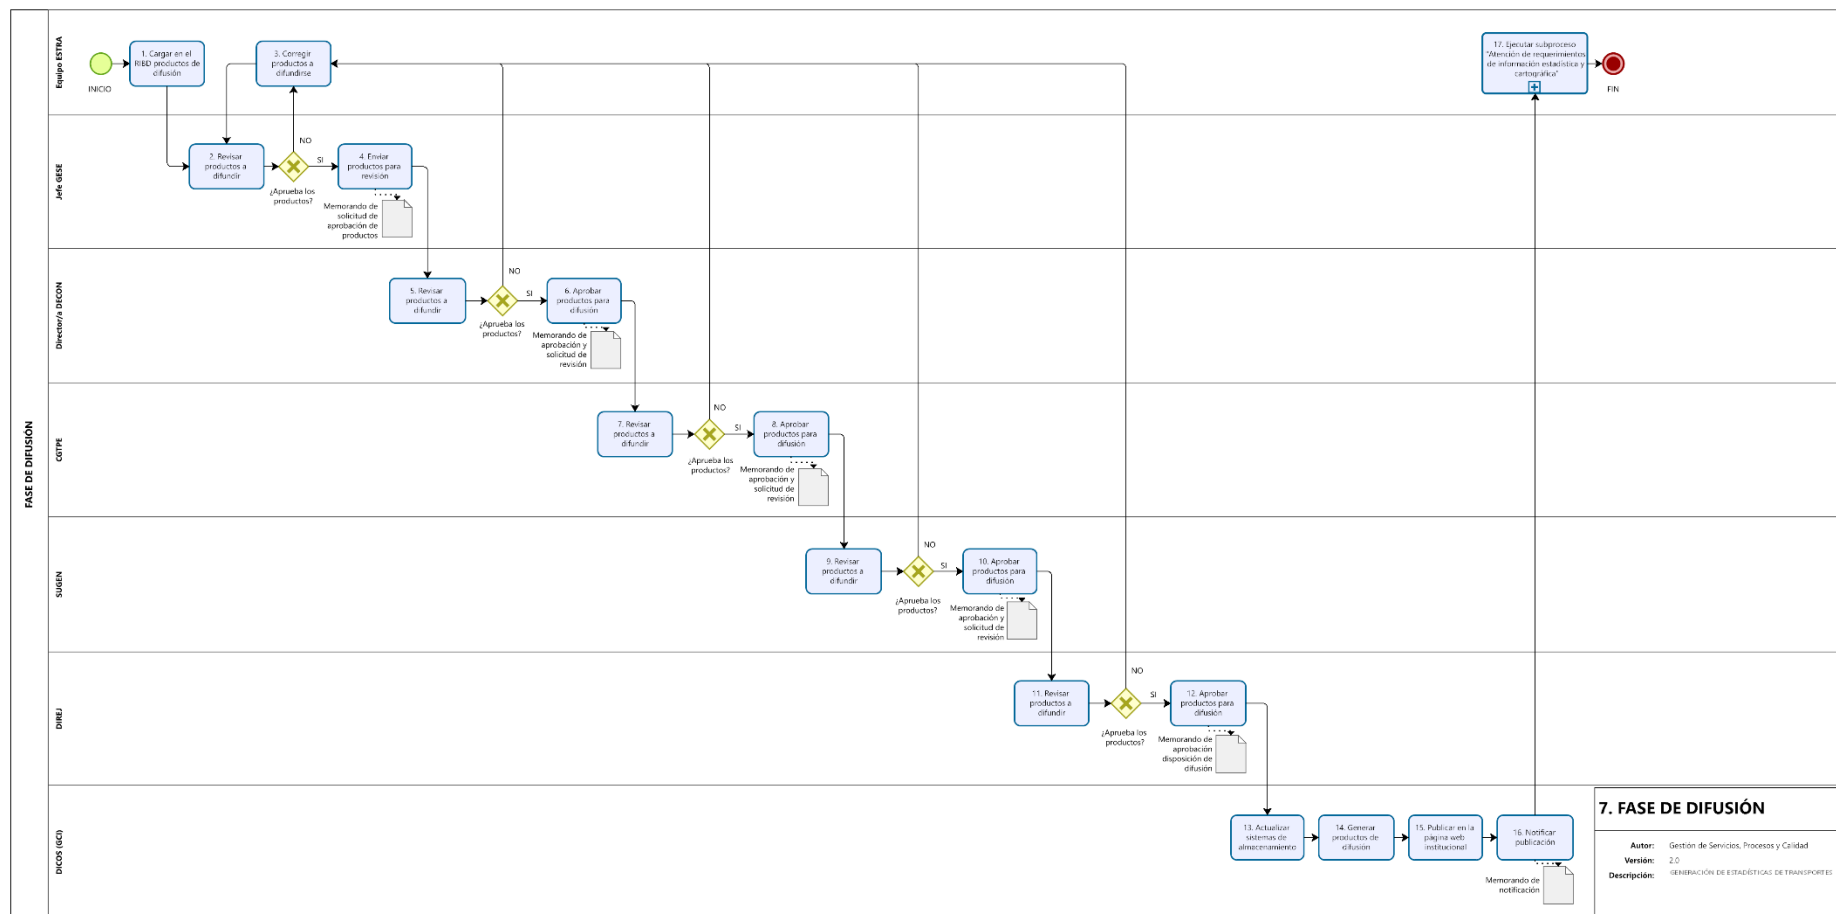 FASE DE DIFUSIÓN
Equipo ESTRA
INICIO
1. Cargar en el
RIBD productos de
difusión
3. Corregir
productos a
difundirse
17. Ejecutar subproceso
"Atención de requerimientos
de información estadística y
cartográfica"
FIN
Jefe GESE
2. Revisar
productos a
difundir
NO
SI
¿Aprueba los
productos?
4. Enviar
productos para
revisión
Memorando de
solicitud de
aprobación de
productos
Director/a DECON
5. Revisar
productos a
difundir
NO
SI
¿Aprueba los
productos?
6. Aprobar
productos para
difusión
Memorando de
aprobación y
solicitud de
revisión
CGTPE
7. Revisar
productos a
difundir
NO
SI
¿Aprueba los
productos?
8. Aprobar
productos para
difusión
Memorando de
aprobación y
solicitud de
revisión
SUGEN
9. Revisar
productos a
difundir
NO
SI
¿Aprueba los
productos?
10. Aprobar
productos para
difusión
Memorando de
aprobación y
solicitud de
revisión
DIREJ
11. Revisar
productos a
difundir
NO
SI
¿Aprueba los
productos?
12. Aprobar
productos para
difusión
Memorando de
aprobación
disposición de
difusión
DICOS (GCI)
13. Actualizar
sistemas de
almacenamiento
14. Generar
productos de
difusión
15. Publicar en la
página web
institucional
16. Notificar
publicación
Memorando de
notificación
7. FASE DE DIFUSIÓN
Autor: Gestión de Servicios, Procesos y Calidad
Versión: 2.0
Descripción: GENERACIÓN DE ESTADÍSTICAS DE TRANSPORTES